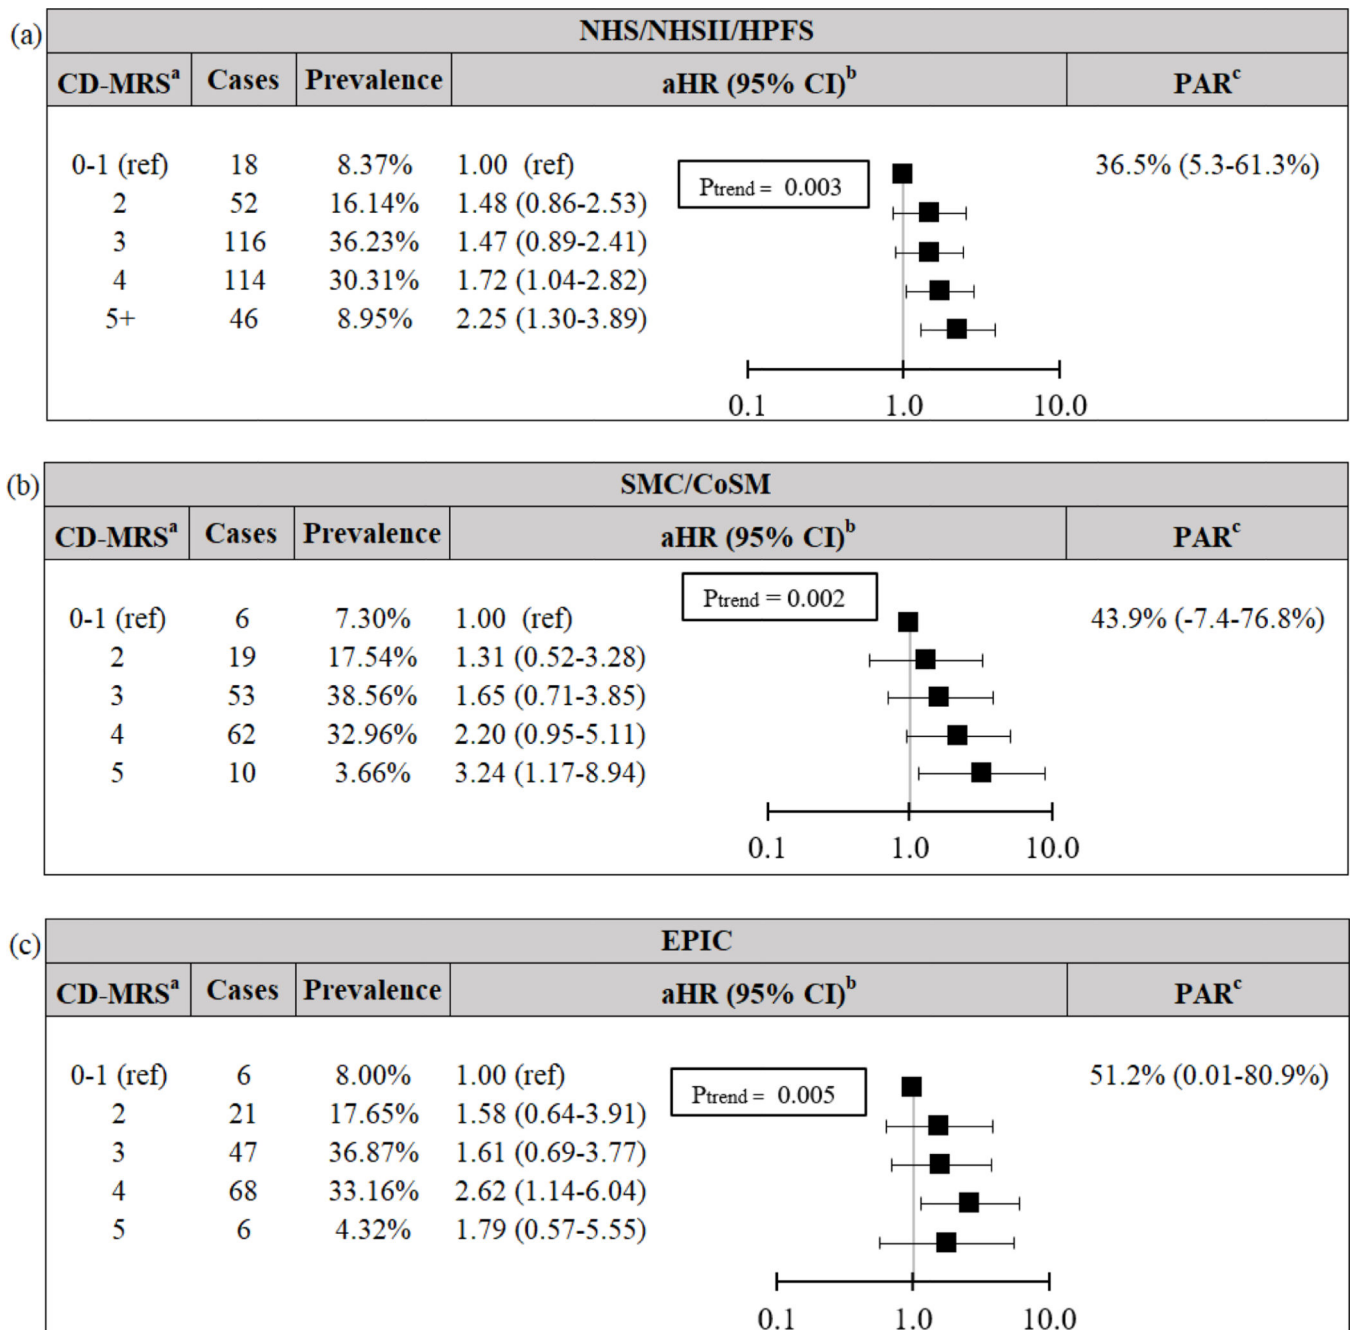 (a)
NHS/NHSII/HPFS
CD-MRSa Cases Prevalence aHR (95% CI)b PARc
0-1 (ref) 18 8.37% 1.00 (ref) Ptrend = 0.003 36.5% (5.3-61.3%)
2 52 16.14% 1.48 (0.86-2.53)
3 116 36.23% 1.47 (0.89-2.41)
4 114 30.31% 1.72 (1.04-2.82)
5+ 46 8.95% 2.25 (1.30-3.89)
0.1 1.0 10.0
(b)
SMC/CoSM
CD-MRSa Cases Prevalence aHR (95% CI)b PARc
Ptrend = 0.002
0-1 (ref) 6 7.30% 1.00 (ref) 43.9% (-7.4-76.8%)
2 19 17.54% 1.31 (0.52-3.28)
3 53 38.56% 1.65 (0.71-3.85)
4 62 32.96% 2.20 (0.95-5.11)
5 10 3.66% 3.24 (1.17-8.94)
0.1 1.0 10.0
(c)
EPIC
CD-MRSa Cases Prevalence aHR (95% CI)b PARc
0-1 (ref) 6 8.00% 1.00 (ref) Ptrend = 0.005 51.2% (0.01-80.9%)
2 21 17.65% 1.58 (0.64-3.91)
3 47 36.87% 1.61 (0.69-3.77)
4 68 33.16% 2.62 (1.14-6.04)
5 6 4.32% 1.79 (0.57-5.55)
0.1 1.0 10.0